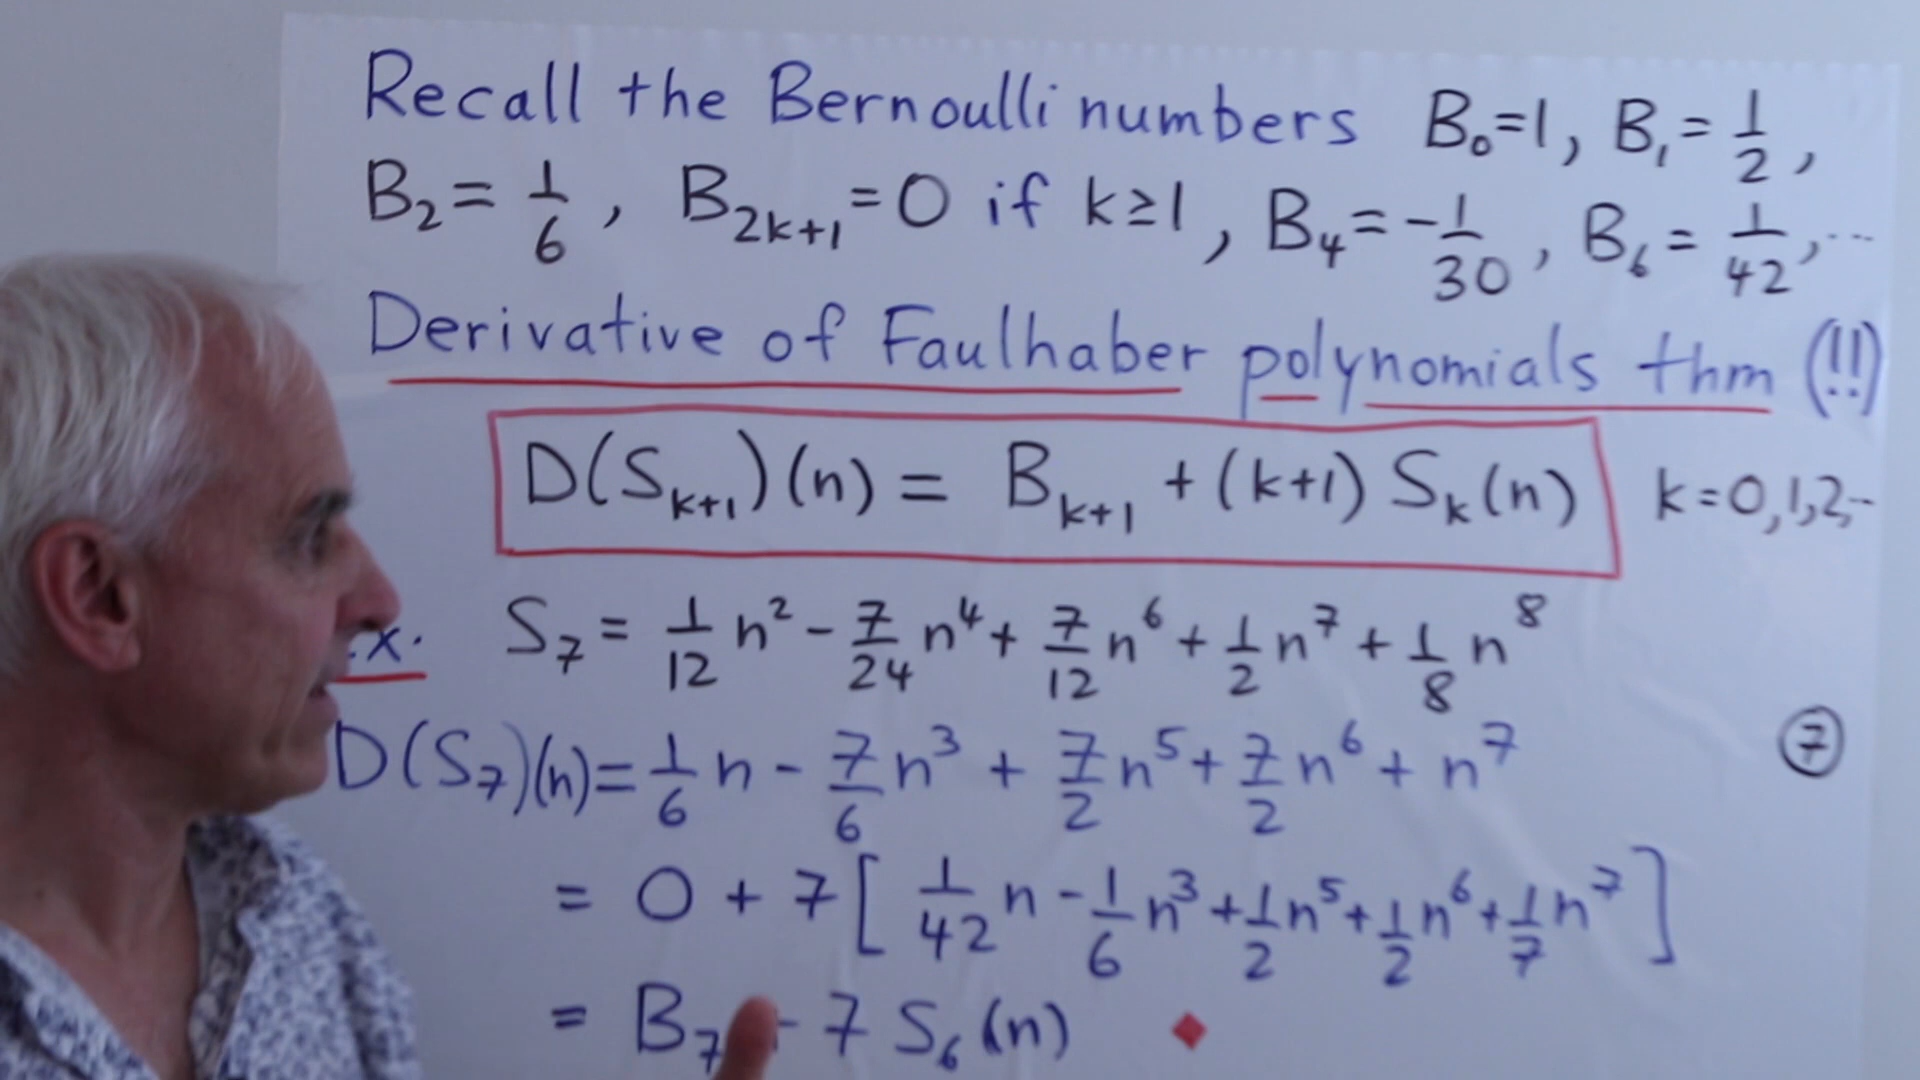 Recall the Bernoulli numbers B₀=1, B₁=1/2,
B₂=1/6, B₂ₖ₊₁=0 if k≥1, B₄=-1/30, B₆=1/42,...
Derivative of Faulhaber polynomials thm (!!)
D(Sₖ₊₁)(n) = Bₖ₊₁ + (k+1) Sₖ(n) k=0,1,2,--
.x. S₇ = 1/12 n² - 7/24 n⁴ + 7/12 n⁶ + 1/2 n⁷ + 1/8 n⁸
D(S₇)(n) = 1/6 n - 7/6 n³ + 7/2 n⁵ + 7/2 n⁶ + n⁷
⑦
= 0 + 7[1/42 n - 1/6 n³ + 1/2 n⁵ + 1/2 n⁶ + 1/7 n⁷]
= B₇ + 7 S₆(n)